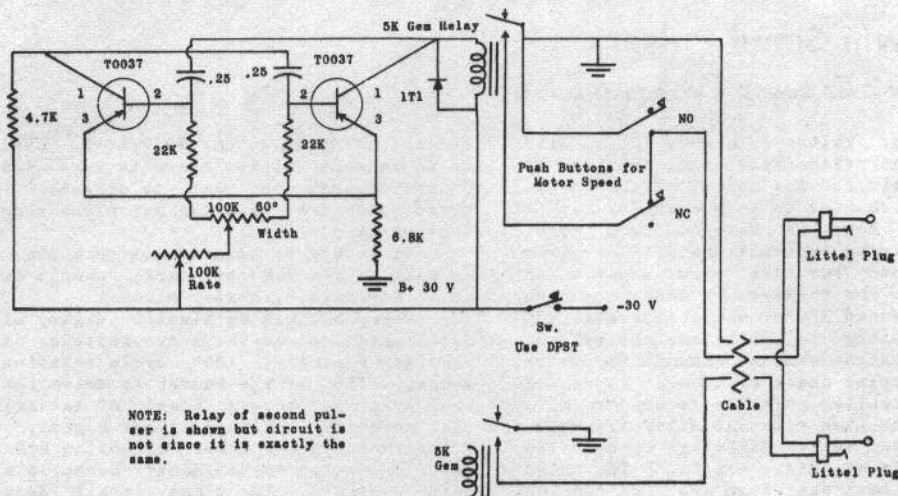 5K Gem Relay
TO037
TO037
.25
.25
1
2
3
2
1
3
1T1
4.7K
22K
22K
NO
Push Buttons for
Motor Speed
NC
100K
60°
Width
6.8K
100K
Rate
B+ 30 V
-30 V
Sw.
Use DPST
Littel Plug
Cable
NOTE: Relay of second pul-
ser is shown but circuit is
not since it is exactly the
same.
5K
Gem
Littel Plug